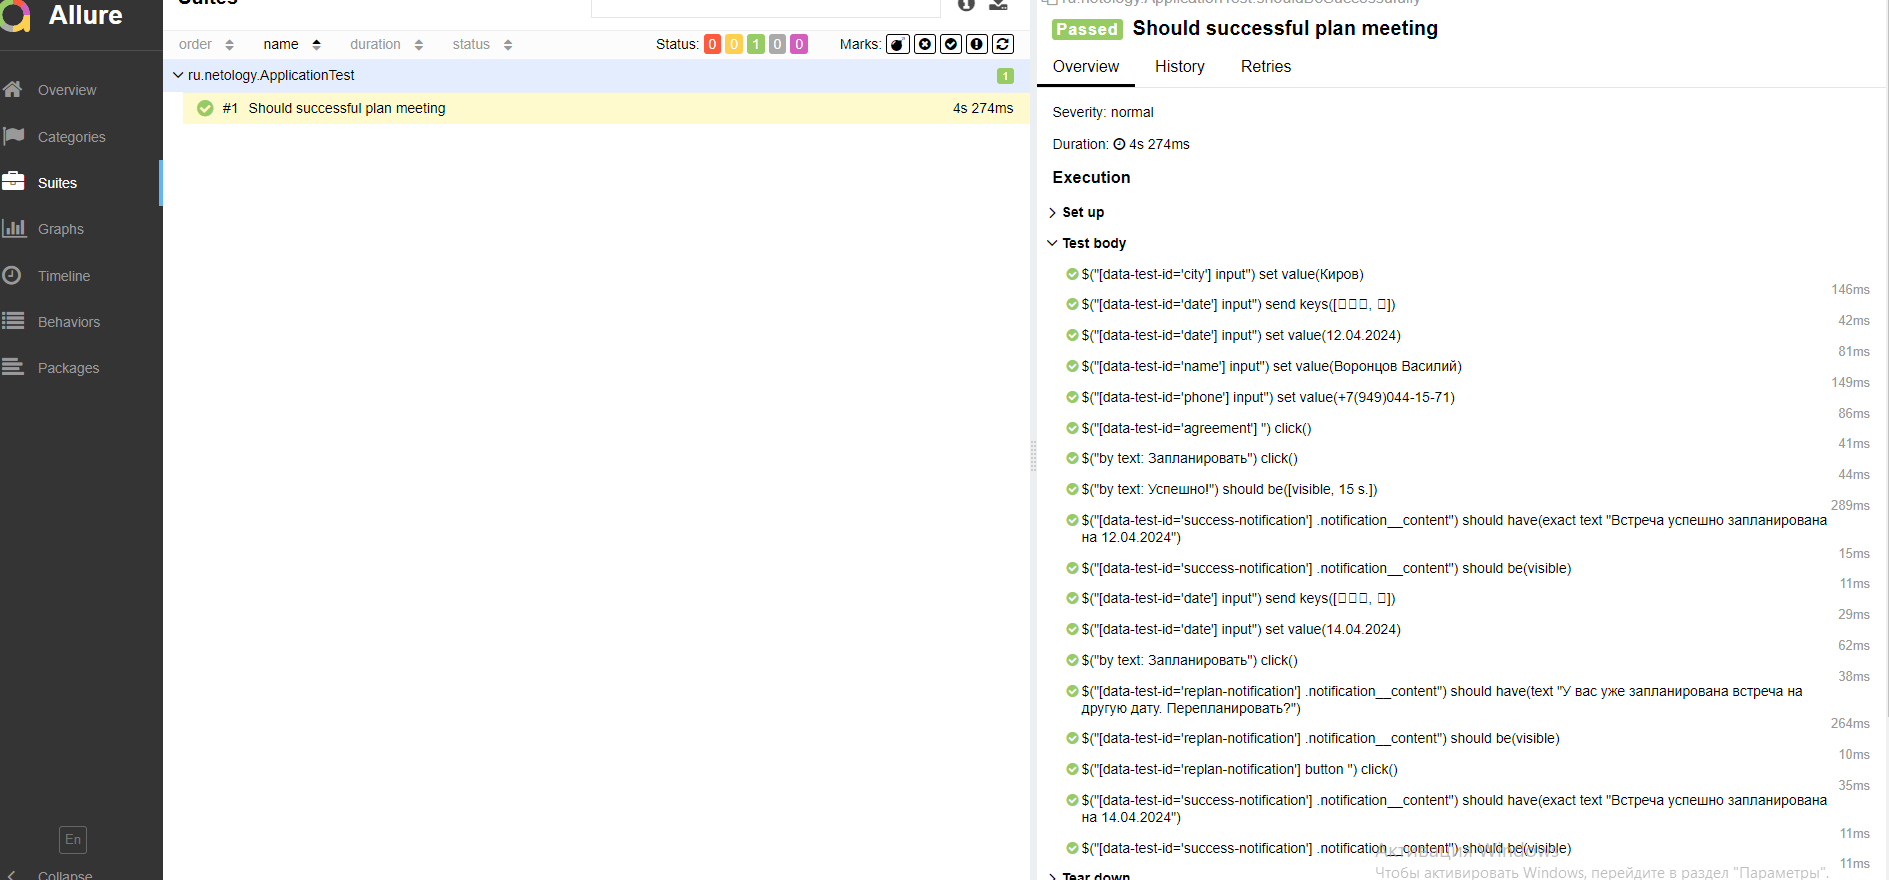 Allure
Overview
Categories
Suites
Graphs
Timeline
Behaviors
Packages
En
Collapse
Suites
order name duration status
Status: 0 0 1 0 0 Marks:
ru.netology.ApplicationTest 1
#1 Should successful plan meeting 4s 274ms
ru.netology.ApplicationTest.shouldBeSuccessfully
Passed Should successful plan meeting
Overview History Retries
Severity: normal
Duration: 4s 274ms
Execution
Set up
Test body
$("[data-test-id='city'] input") set value(Киров)
146ms
$("[data-test-id='date'] input") send keys([▯▯▯, ▯])
42ms
$("[data-test-id='date'] input") set value(12.04.2024)
81ms
$("[data-test-id='name'] input") set value(Воронцов Василий)
149ms
$("[data-test-id='phone'] input") set value(+7(949)044-15-71)
86ms
$("[data-test-id='agreement'] ") click()
41ms
$("by text: Запланировать") click()
44ms
$("by text: Успешно!") should be([visible, 15 s.])
289ms
$("[data-test-id='success-notification'] .notification__content") should have(exact text "Встреча успешно запланирована
на 12.04.2024")
15ms
$("[data-test-id='success-notification'] .notification__content") should be(visible)
11ms
$("[data-test-id='date'] input") send keys([▯▯▯, ▯])
29ms
$("[data-test-id='date'] input") set value(14.04.2024)
62ms
$("by text: Запланировать") click()
38ms
$("[data-test-id='replan-notification'] .notification__content") should have(text "У вас уже запланирована встреча на
другую дату. Перепланировать?")
264ms
$("[data-test-id='replan-notification'] .notification__content") should be(visible)
10ms
$("[data-test-id='replan-notification'] button ") click()
35ms
$("[data-test-id='success-notification'] .notification__content") should have(exact text "Встреча успешно запланирована
на 14.04.2024")
11ms
$("[data-test-id='success-notification'] .notification__content") should be(visible)
11ms
Tear down
Активация Windows
Чтобы активировать Windows, перейдите в раздел "Параметры".